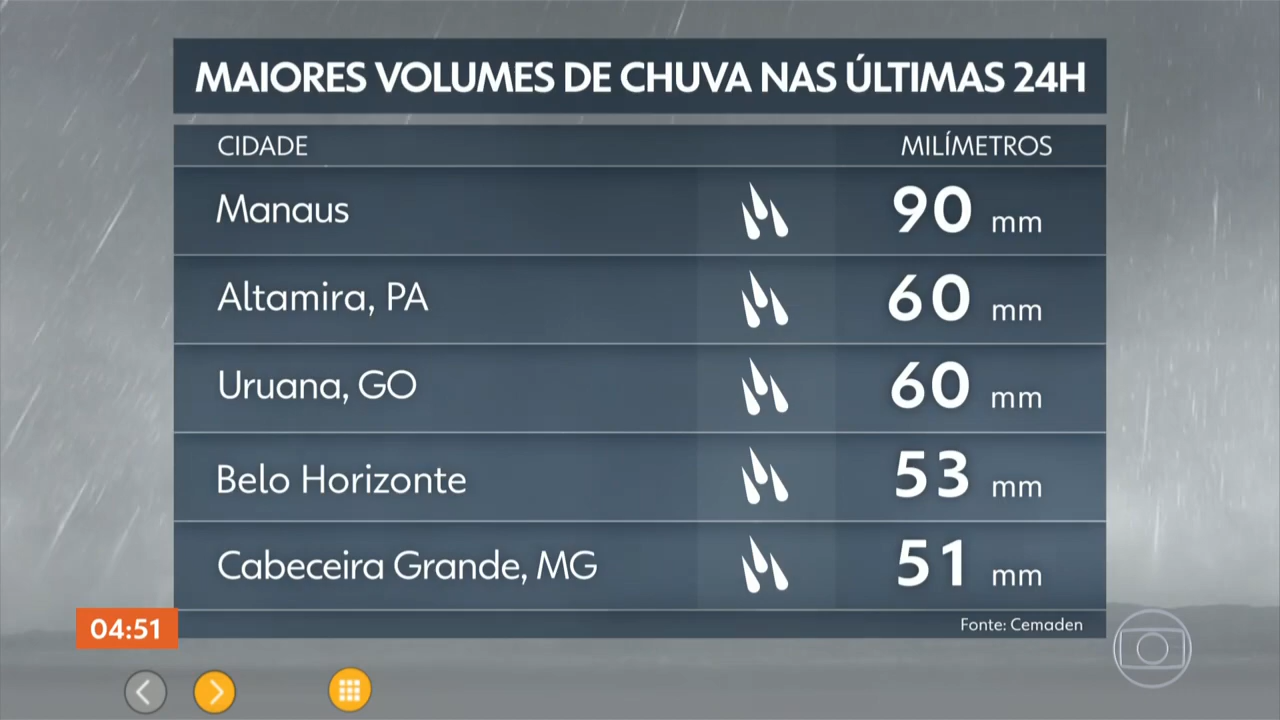 MAIORES VOLUMES DE CHUVA NAS ÚLTIMAS 24H
CIDADE MILÍMETROS
Manaus 90 mm
Altamira, PA 60 mm
Uruana, GO 60 mm
Belo Horizonte 53 mm
Cabeceira Grande, MG 51 mm
Fonte: Cemaden
04:51